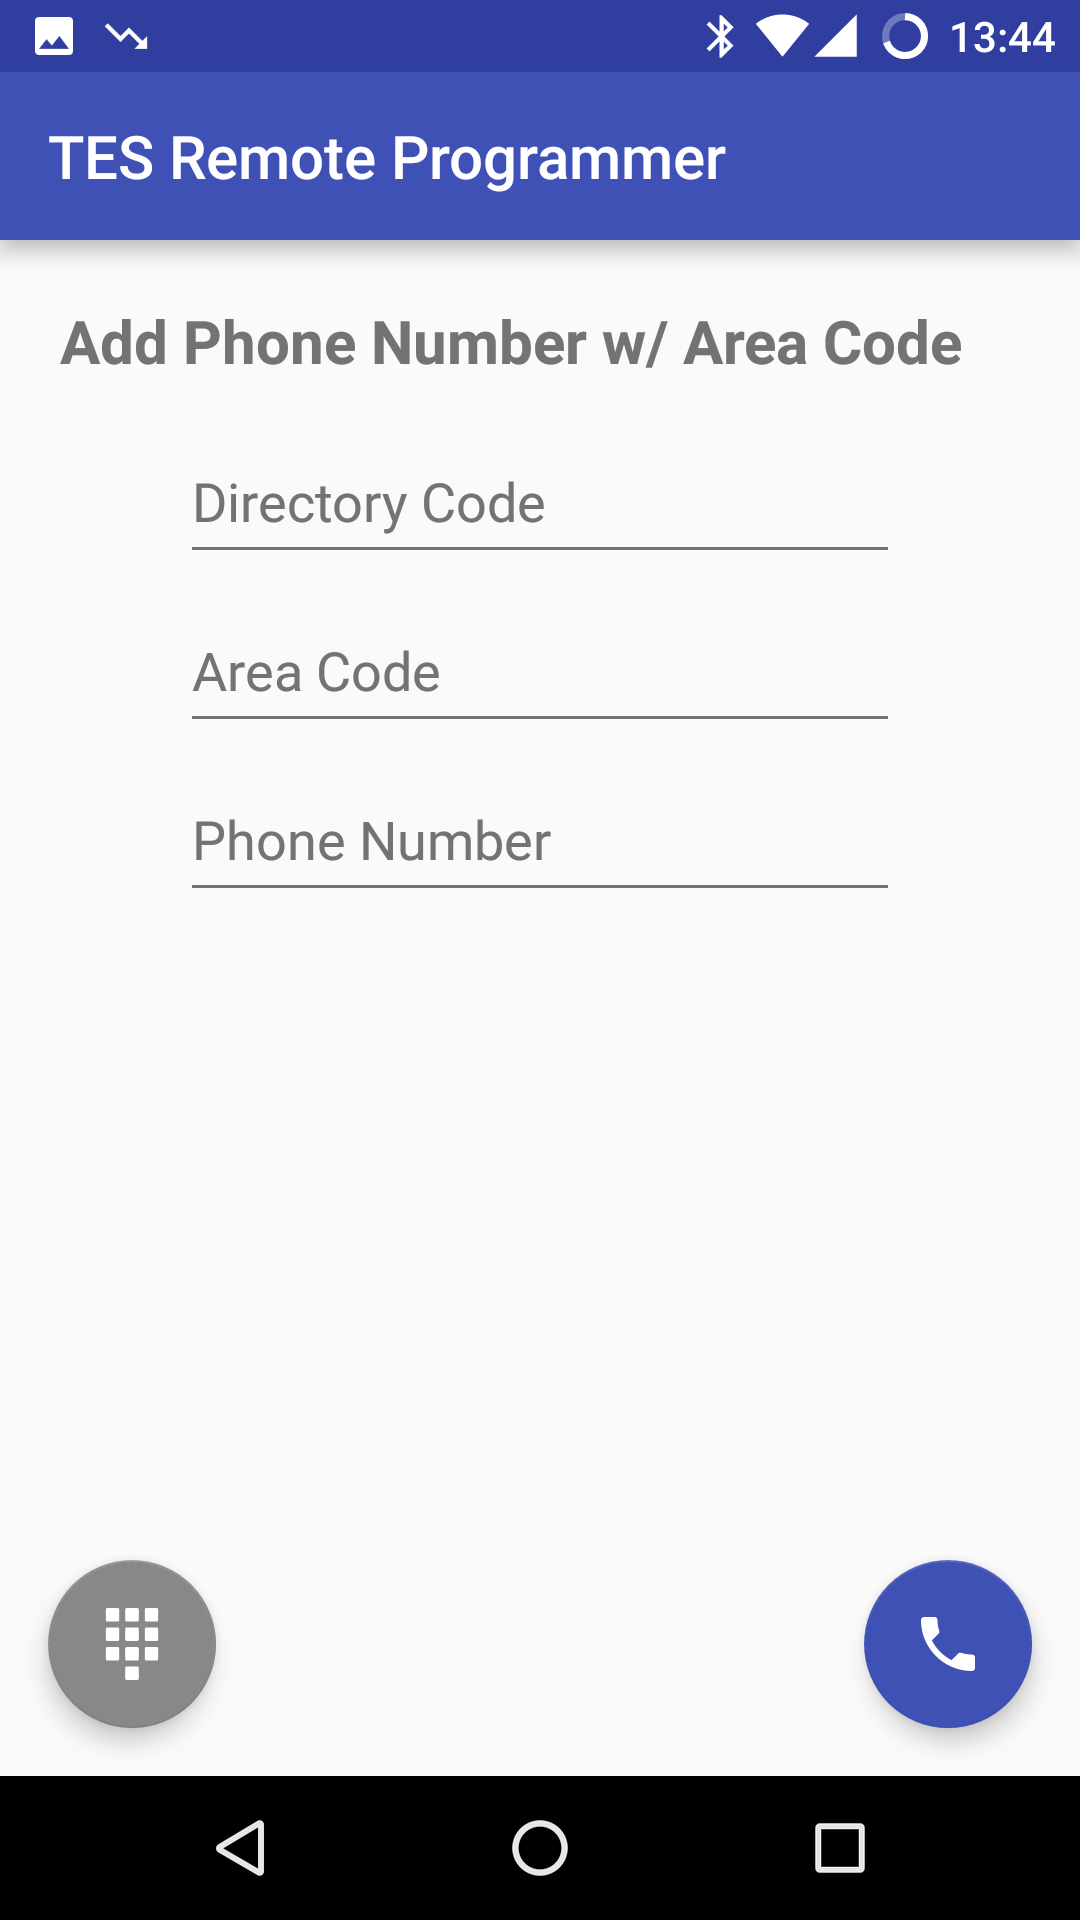 13:44
TES Remote Programmer
Add Phone Number w/ Area Code
Directory Code
Area Code
Phone Number